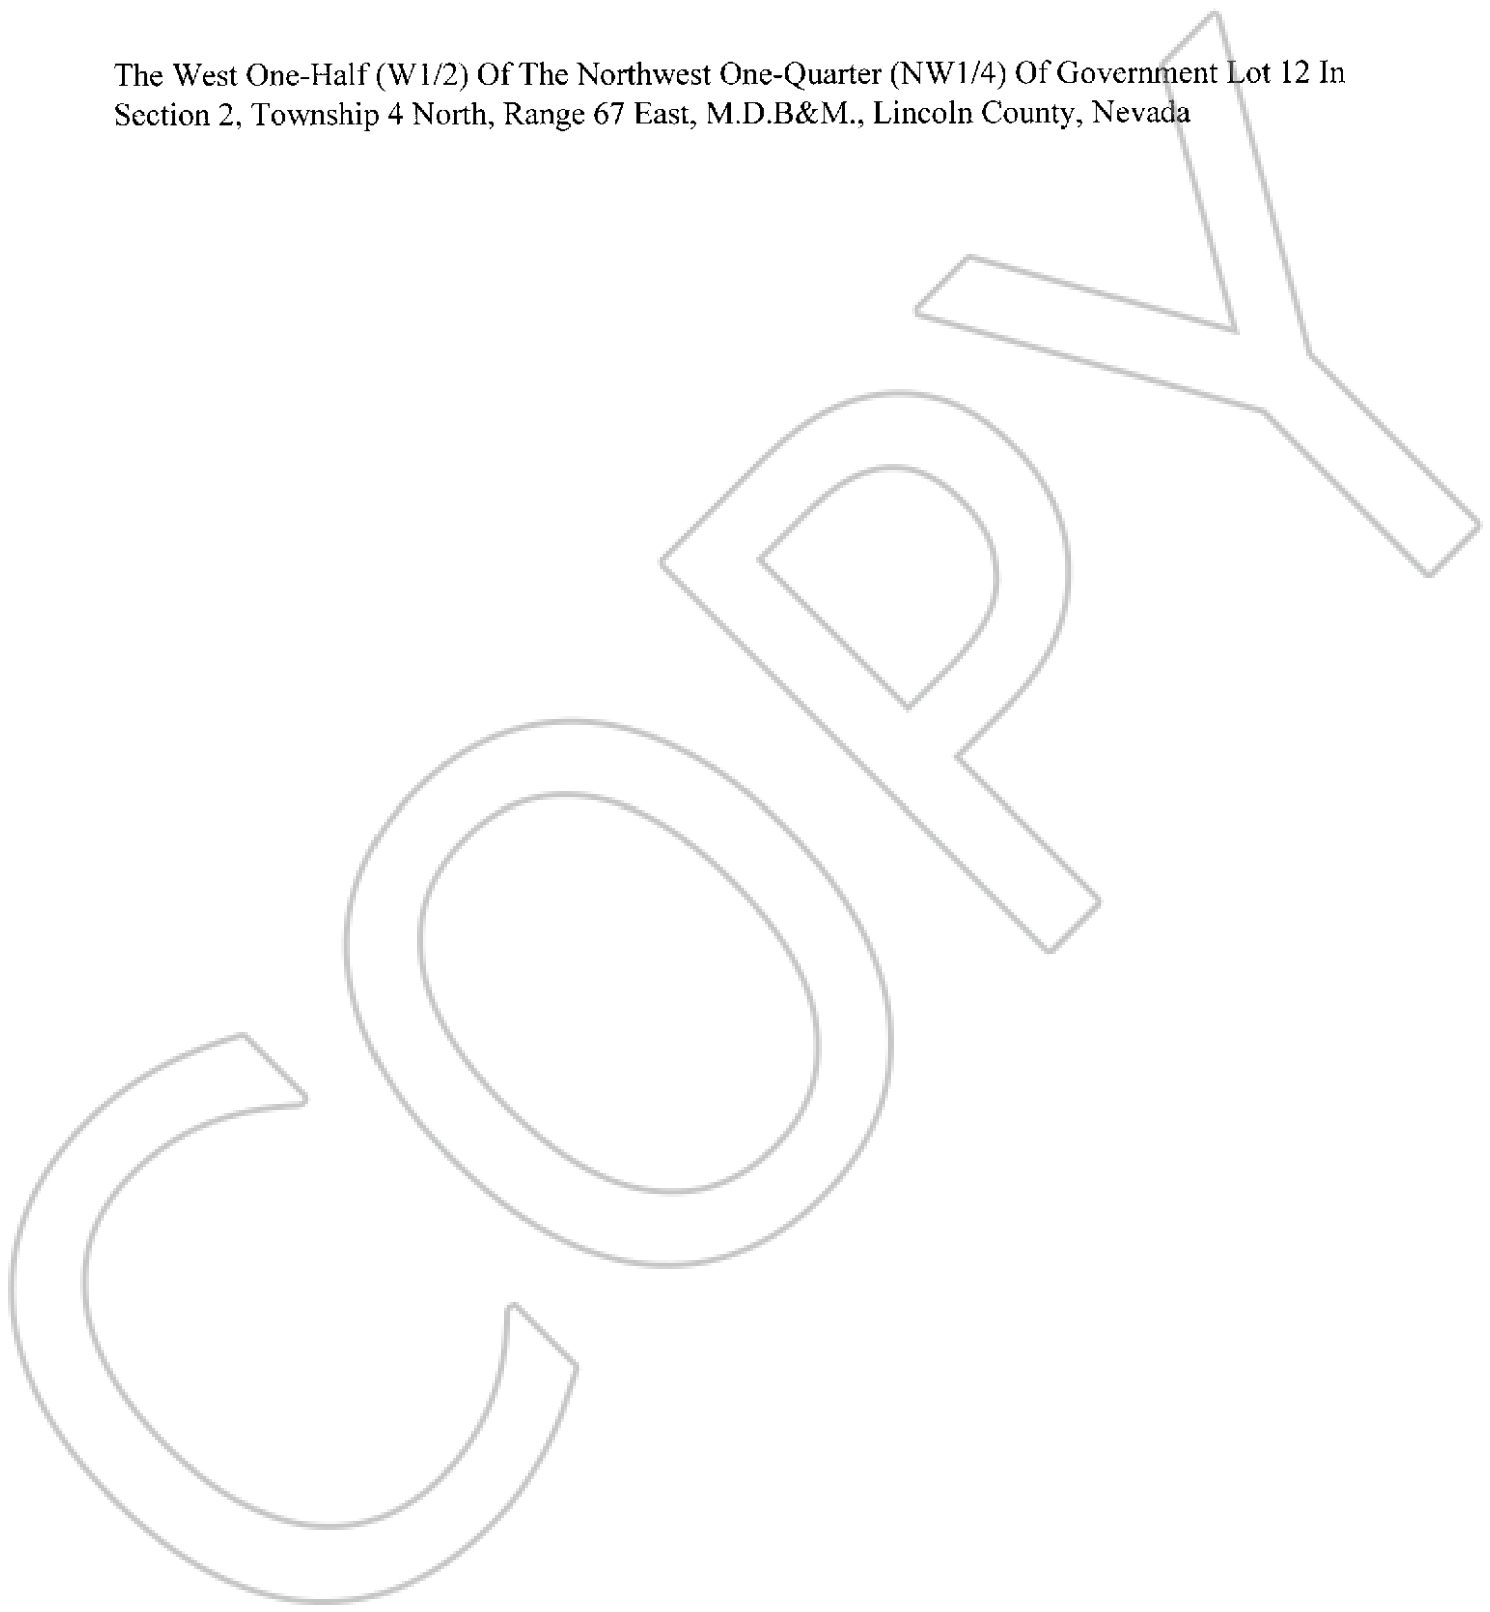 The West One-Half (W1/2) Of The Northwest One-Quarter (NW1/4) Of Government Lot 12 In
Section 2, Township 4 North, Range 67 East, M.D.B&M., Lincoln County, Nevada
COPY